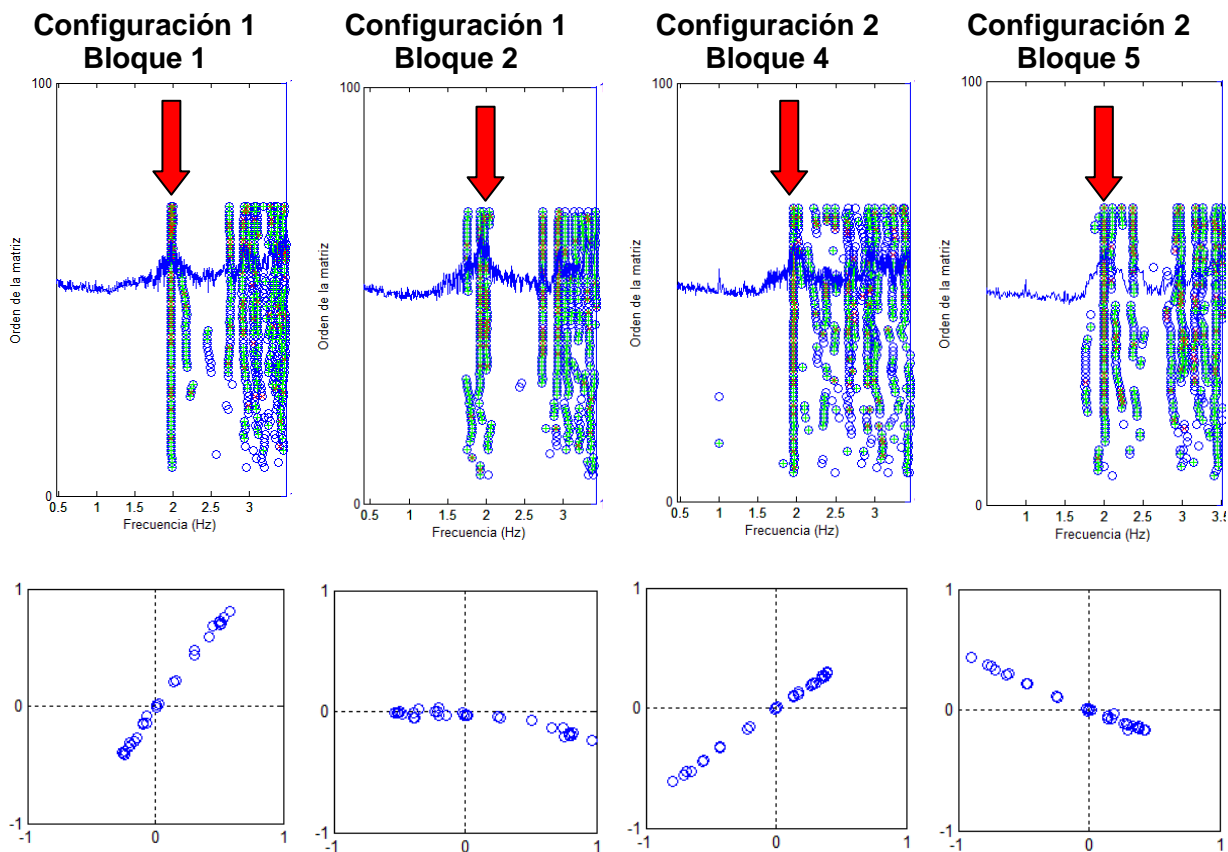 Configuración 1
Bloque 1
Configuración 1
Bloque 2
Configuración 2
Bloque 4
Configuración 2
Bloque 5
100
Orden de la matriz
0
0.5 1 1.5 2 2.5 3
Frecuencia (Hz)
100
Orden de la matriz
0
0.5 1 1.5 2 2.5 3
Frecuencia (Hz)
100
Orden de la matriz
0
0.5 1 1.5 2 2.5 3
Frecuencia (Hz)
100
Orden de la matriz
0
1 1.5 2 2.5 3 3.5
Frecuencia (Hz)
1
0
-1
-1 0 1
1
0
-1
-1 0 1
1
0
-1
-1 0 1
1
0
-1
-1 0 1